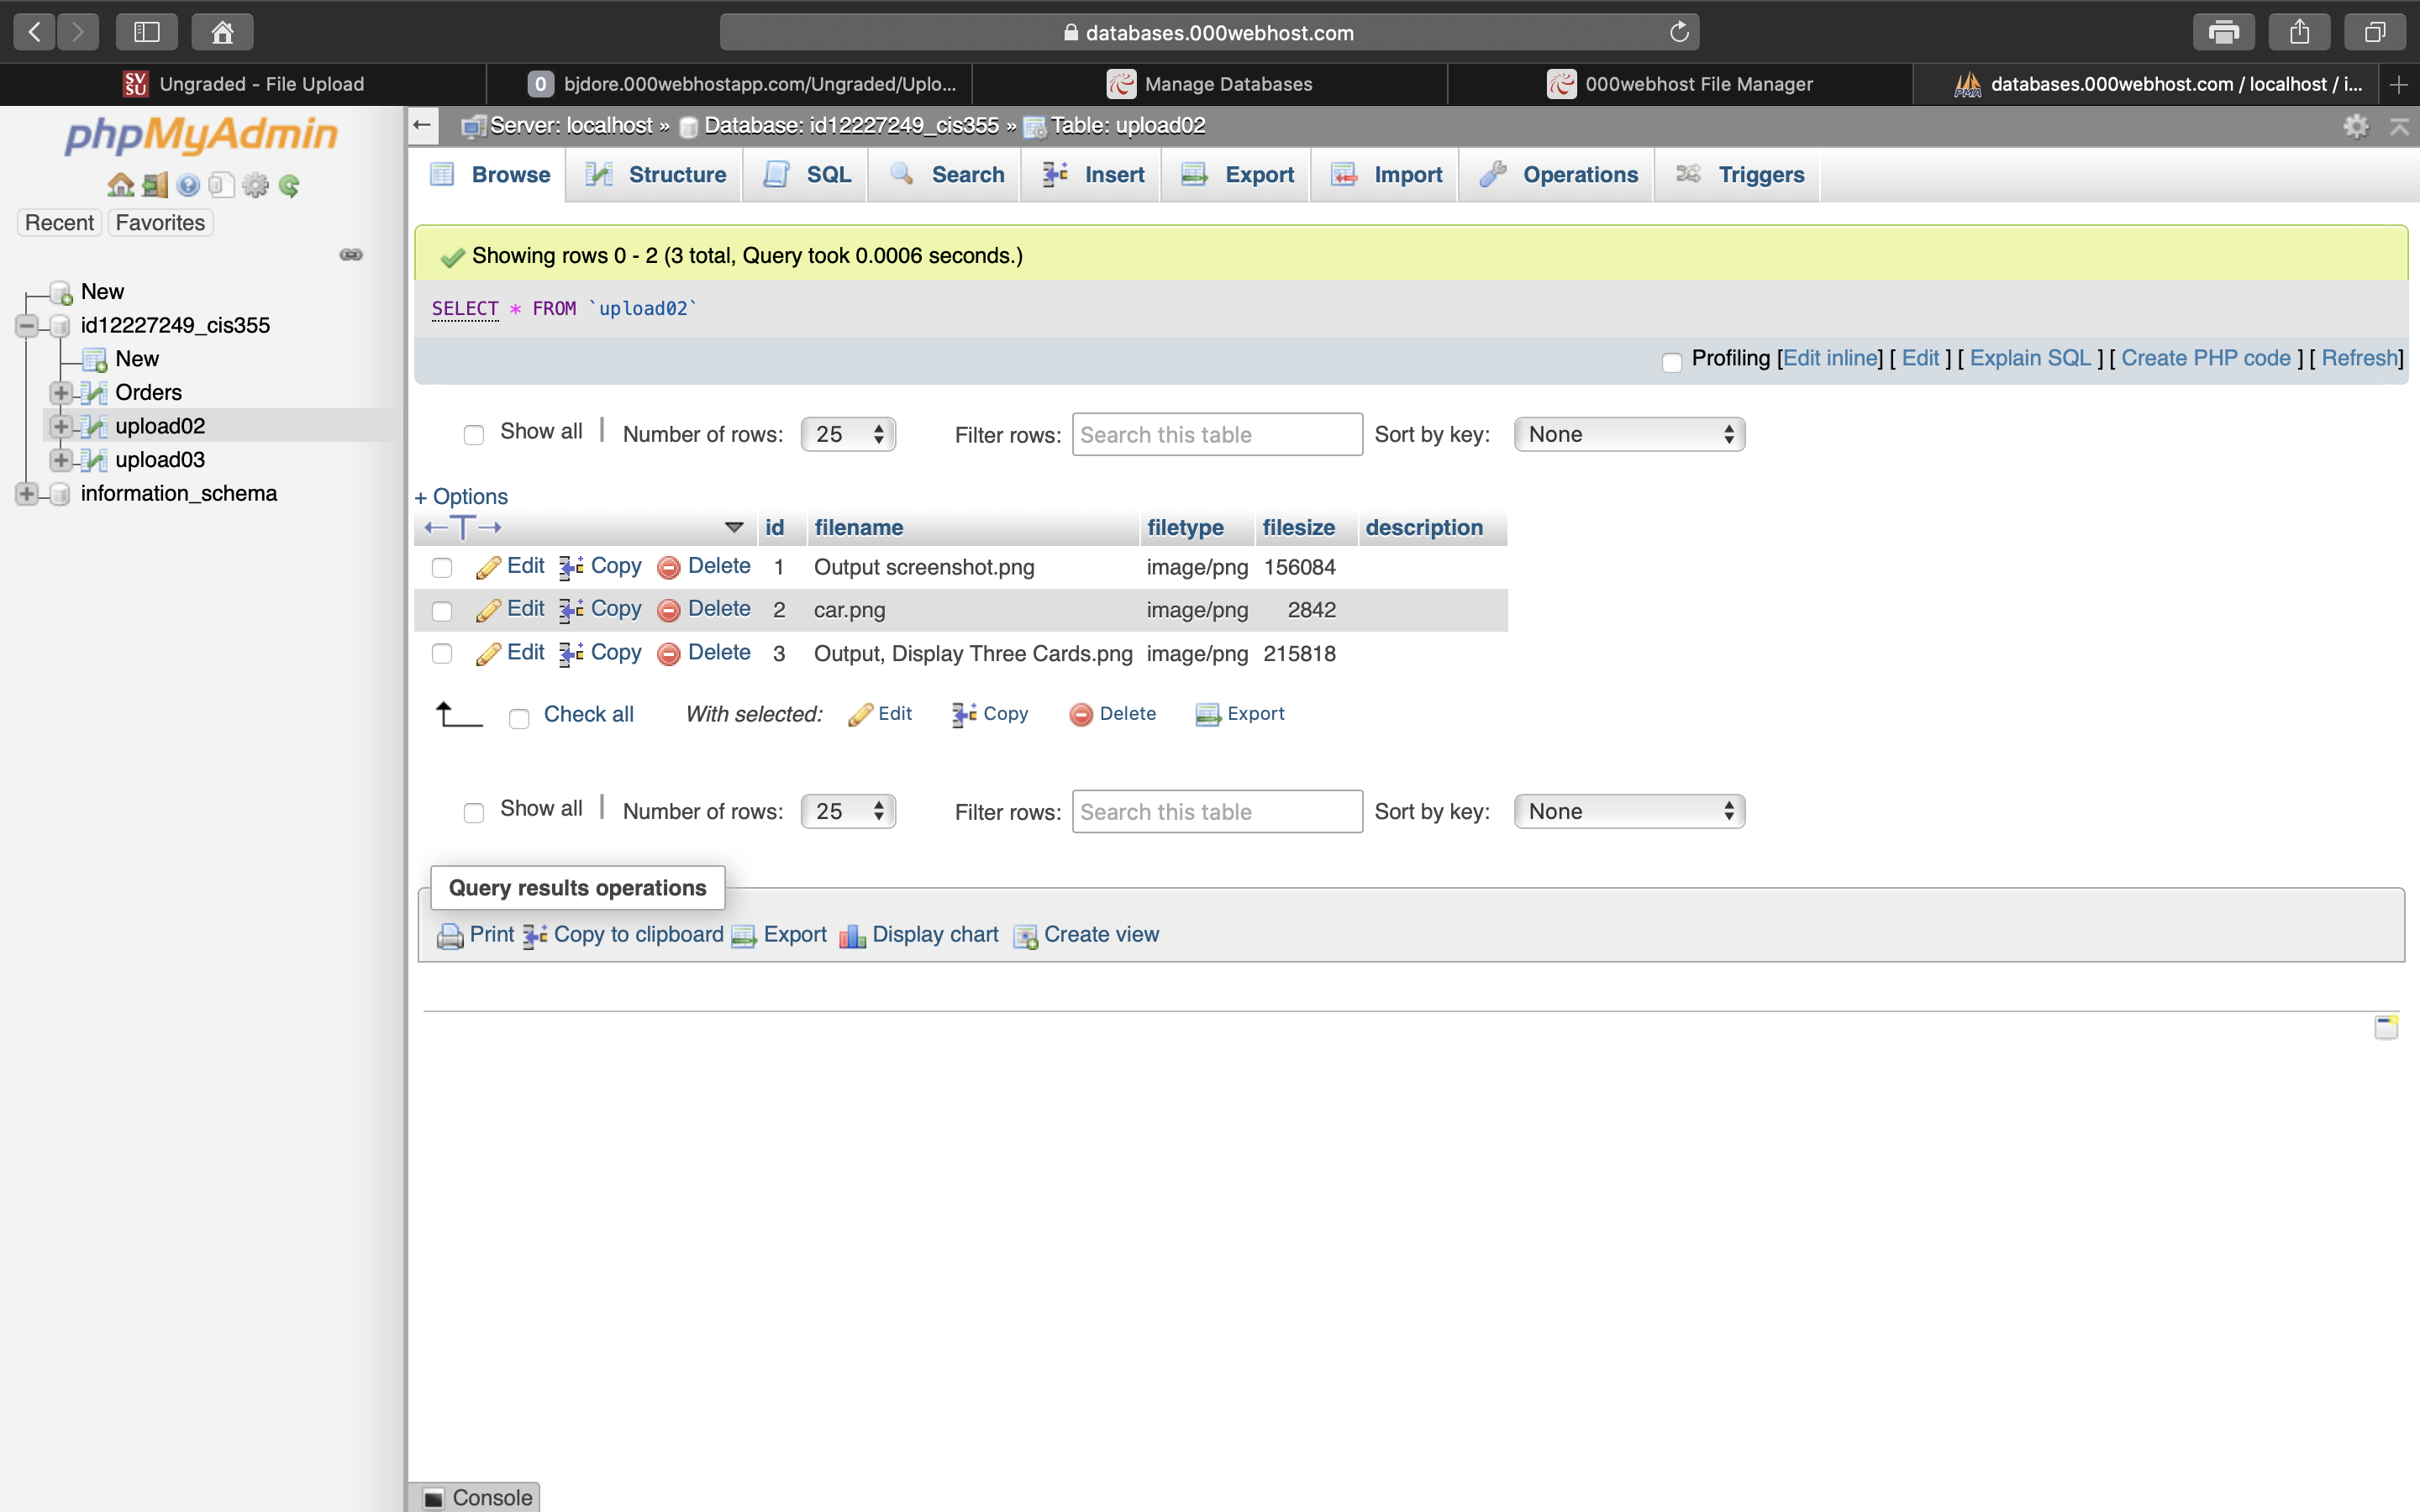 databases.000webhost.com
SV SU Ungraded - File Upload
0 bjdore.000webhostapp.com/Ungraded/Uplo...
Manage Databases
000webhost File Manager
PMA databases.000webhost.com / localhost / i...
phpMyAdmin
Recent Favorites
New
id12227249_cis355
New
Orders
upload02
upload03
information_schema
Server: localhost » Database: id12227249_cis355 » Table: upload02
Browse Structure SQL Search Insert Export Import Operations Triggers
Showing rows 0 - 2 (3 total, Query took 0.0006 seconds.)
SELECT * FROM `upload02`
Profiling [Edit inline] [ Edit ] [ Explain SQL ] [ Create PHP code ] [ Refresh]
Show all | Number of rows: 25 Filter rows: Search this table Sort by key: None
+ Options
←T→ id filename filetype filesize description
Edit Copy Delete 1 Output screenshot.png image/png 156084
Edit Copy Delete 2 car.png image/png 2842
Edit Copy Delete 3 Output, Display Three Cards.png image/png 215818
Check all With selected: Edit Copy Delete Export
Show all | Number of rows: 25 Filter rows: Search this table Sort by key: None
Query results operations
Print Copy to clipboard Export Display chart Create view
Console